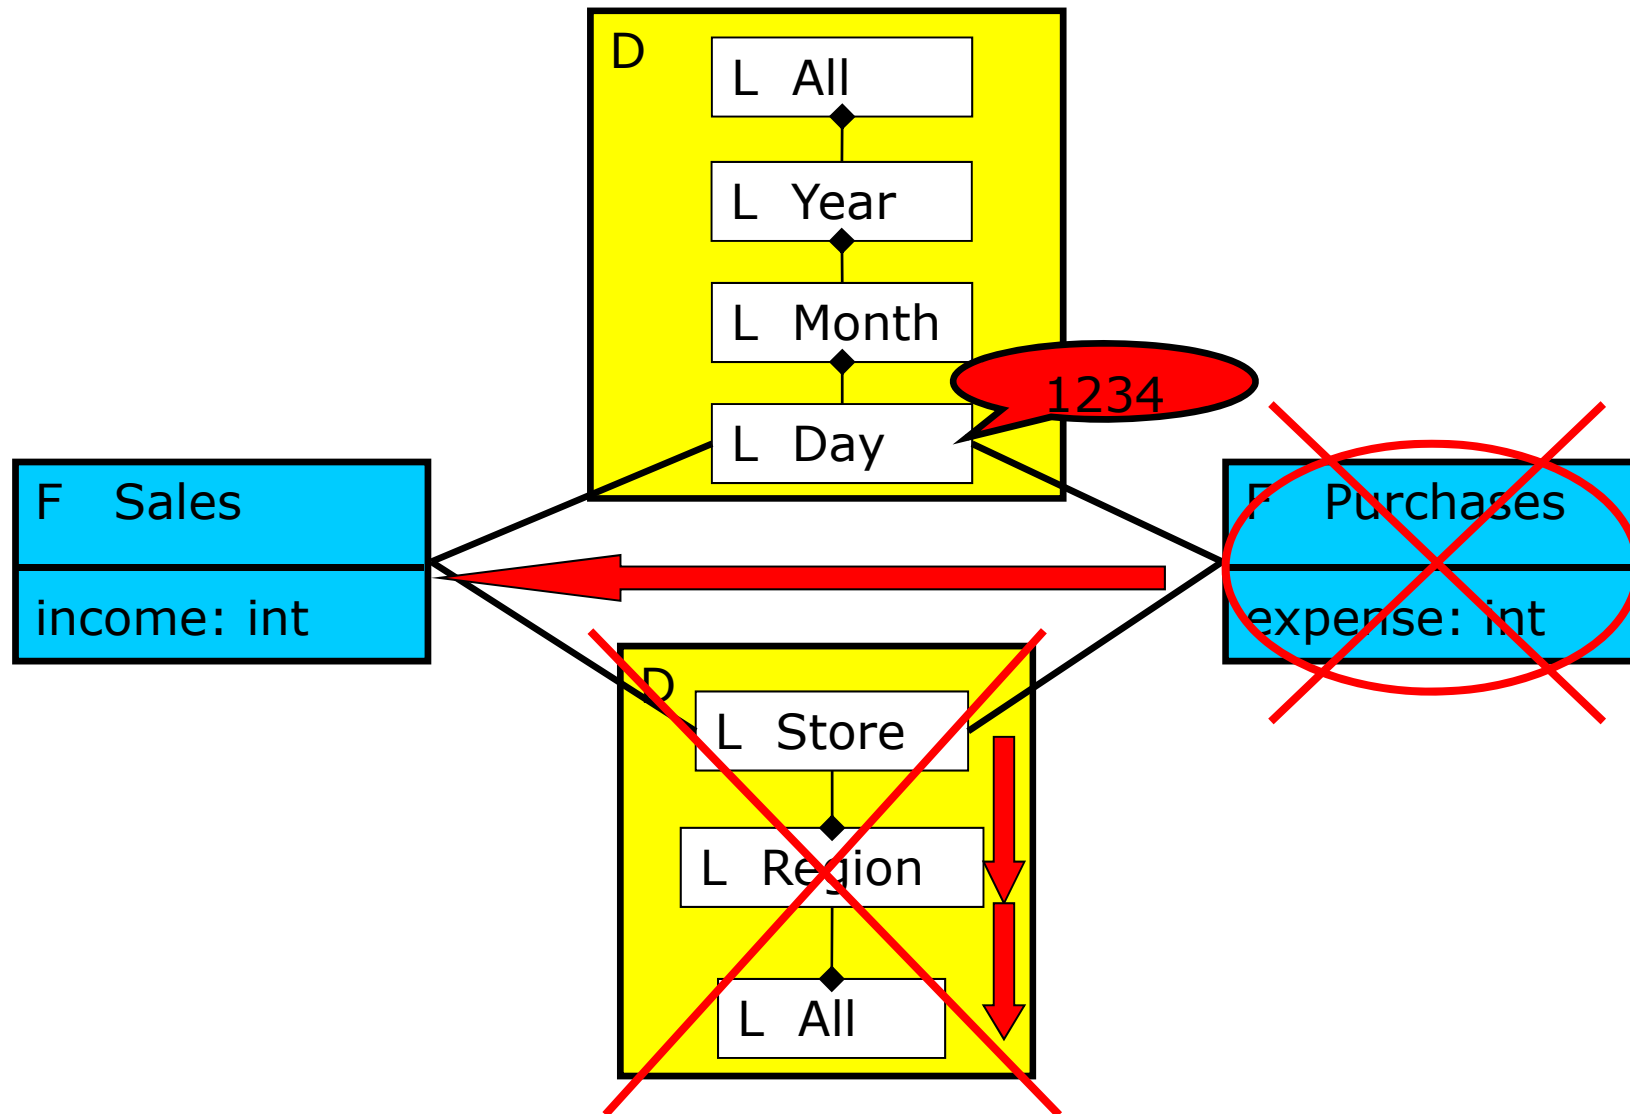 D
L All
L Year
L Month
1234
L Day
F Sales
income: int
F Purchases
expense: int
D
L Store
L Region
L All